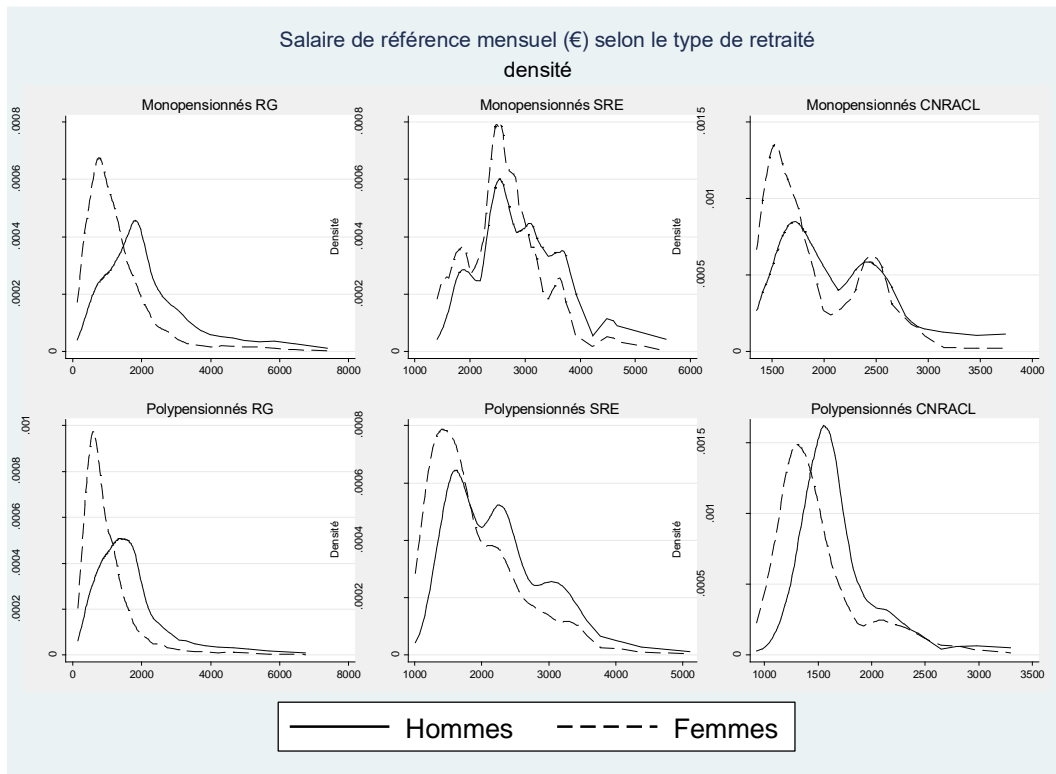 Salaire de référence mensuel (€) selon le type de retraité
densité
Monopensionnés RG
0 .0002 .0004 .0006 .0008
0 2000 4000 6000 8000
Monopensionnés SRE
Densité
0 .0002 .0004 .0006 .0008
1000 2000 3000 4000 5000 6000
Monopensionnés CNRACL
Densité
0 .0005 .001 .0015
1500 2000 2500 3000 3500 4000
Polypensionnés RG
0 .0002 .0004 .0006 .0008 .001
0 2000 4000 6000 8000
Polypensionnés SRE
Densité
0 .0002 .0004 .0006 .0008
1000 2000 3000 4000 5000
Polypensionnés CNRACL
Densité
0 .0005 .001 .0015
1000 1500 2000 2500 3000 3500
Hommes Femmes